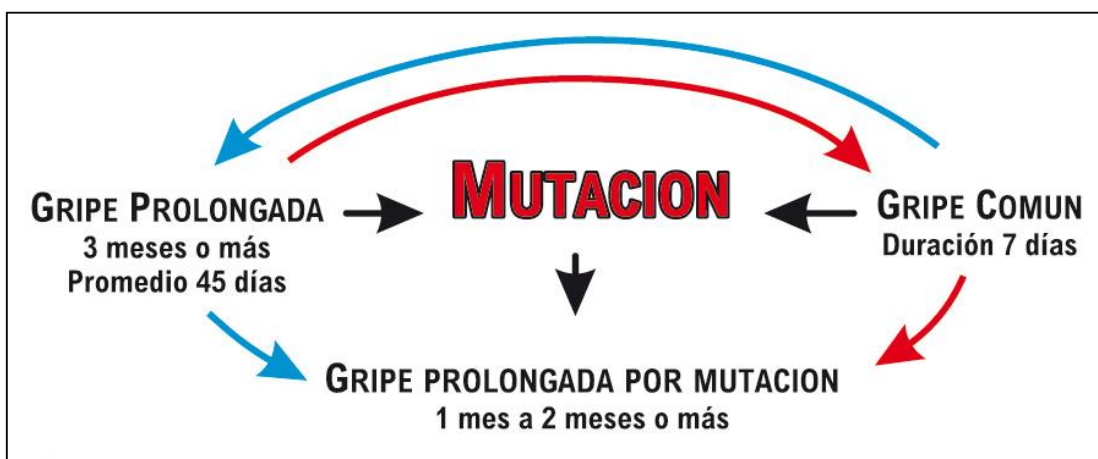 MUTACION
GRIPE PROLONGADA
3 meses o más
Promedio 45 días
GRIPE COMUN
Duración 7 días
GRIPE PROLONGADA POR MUTACION
1 mes a 2 meses o más